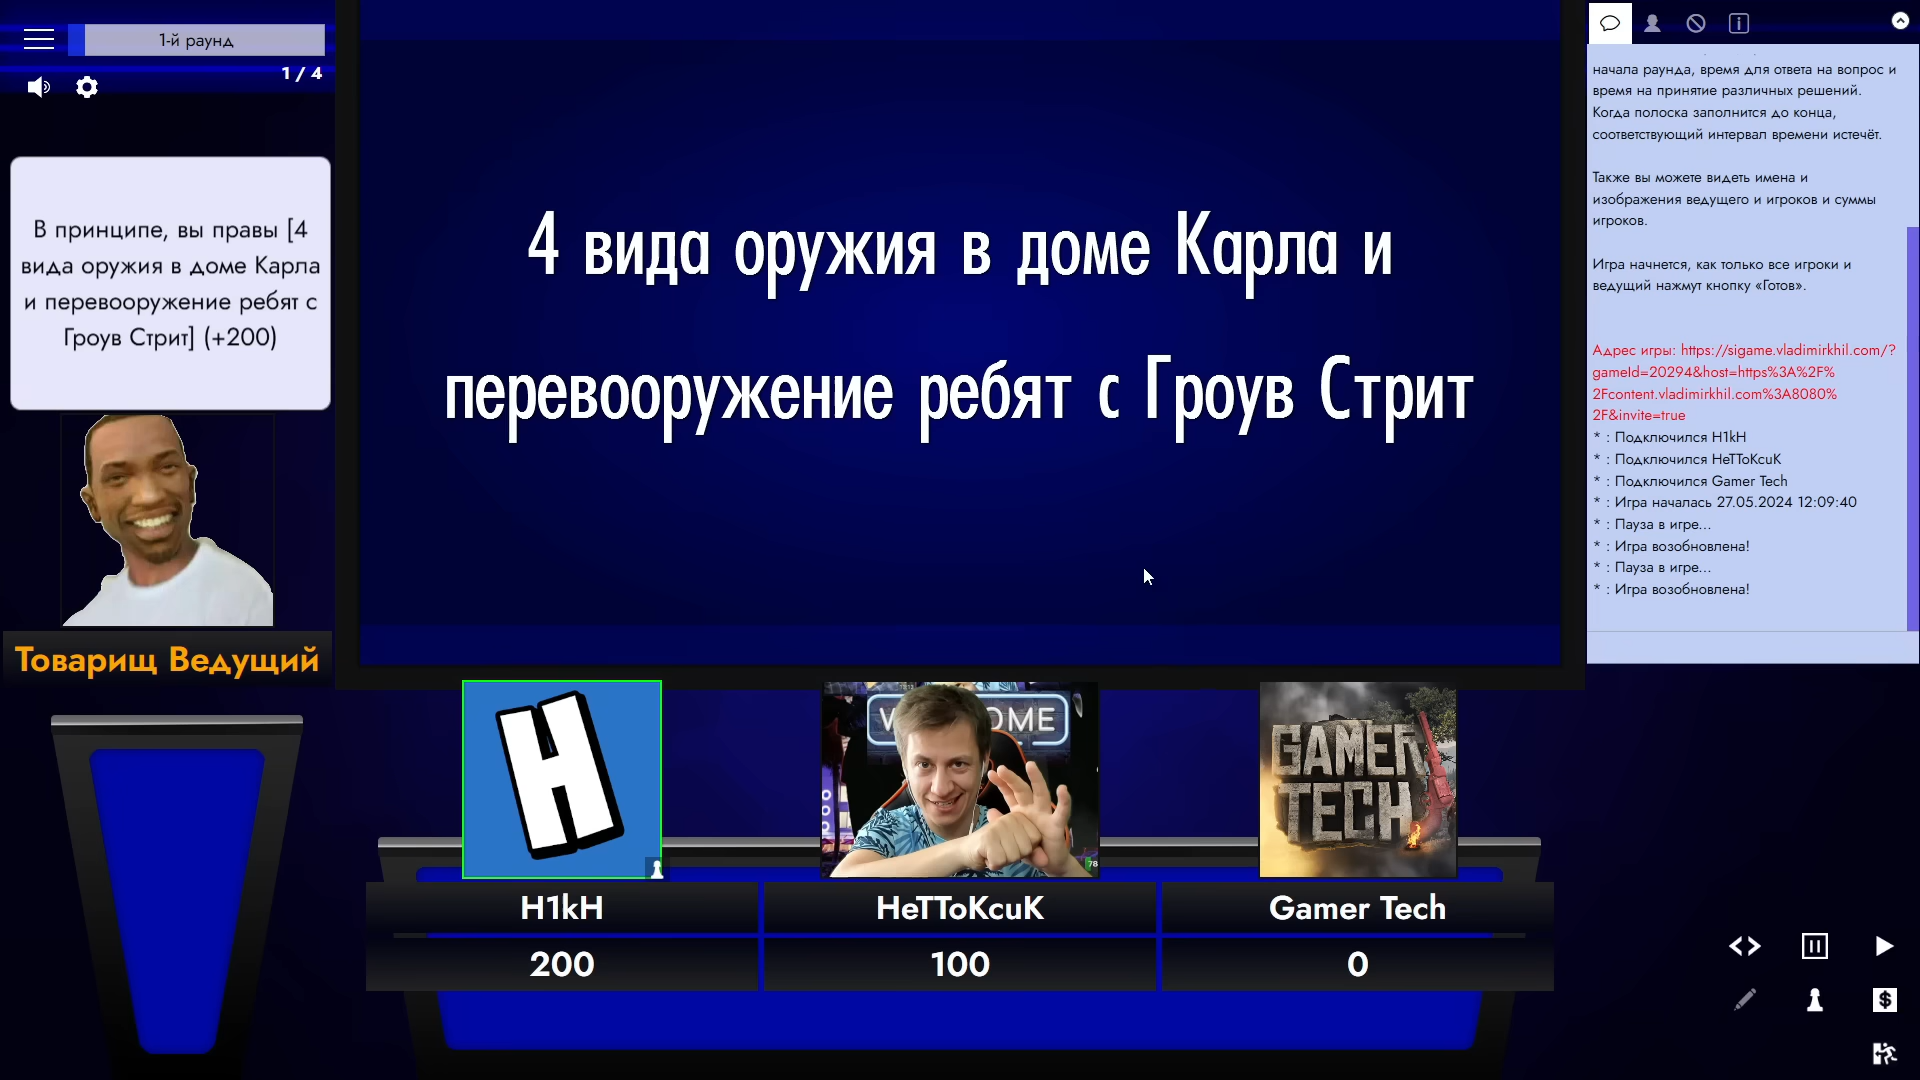 1-й раунд
1 / 4
В принципе, вы правы [4
вида оружия в доме Карла
и перевооружение ребят с
Гроув Стрит] (+200)
Товарищ Ведущий
4 вида оружия в доме Карла и
перевооружение ребят с Гроув Стрит
начала раунда, время для ответа на вопрос и
время на принятие различных решений.
Когда полоска заполнится до конца,
соответствующий интервал времени истечёт.
Также вы можете видеть имена и
изображения ведущего и игроков и суммы
игроков.
Игра начнется, как только все игроки и
ведущий нажмут кнопку «Готов».
Адрес игры: https://sigame.vladimirkhil.com/?
gameId=20294&host=https%3A%2F%
2Fcontent.vladimirkhil.com%3A8080%
2F&invite=true
* : Подключился H1kH
* : Подключился HeTToKcuK
* : Подключился Gamer Tech
* : Игра началась 27.05.2024 12:09:40
* : Пауза в игре...
* : Игра возобновлена!
* : Пауза в игре...
* : Игра возобновлена!
H
GAMER
TECH
78
H1kH
HeTToKcuK
Gamer Tech
200
100
0